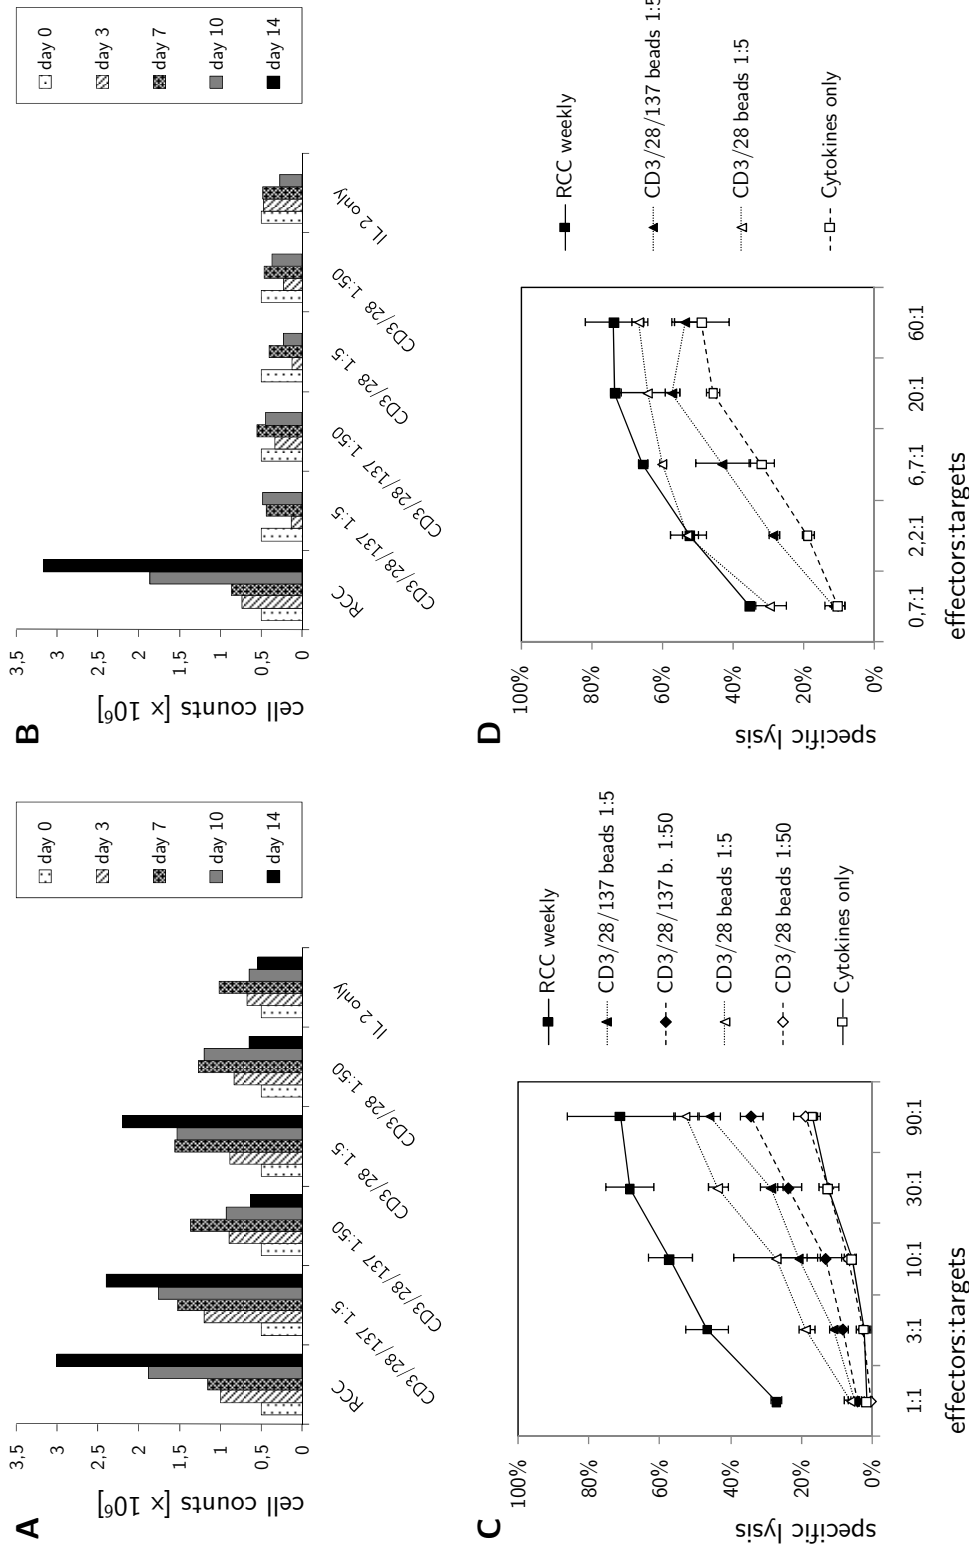 A
cell counts [× 10⁶]
3,5
3
2,5
2
1,5
1
0,5
0
RCC
CD3/28/137 1:5
CD3/28/137 1:50
CD3/28 1:5
CD3/28 1:50
IL 2 only
day 0
day 3
day 7
day 10
day 14
B
cell counts [× 10⁶]
3,5
3
2,5
2
1,5
1
0,5
0
RCC
CD3/28/137 1:5
CD3/28/137 1:50
CD3/28 1:5
CD3/28 1:50
IL 2 only
day 0
day 3
day 7
day 10
day 14
C
specific lysis
100%
80%
60%
40%
20%
0%
1:1
3:1
10:1
30:1
90:1
effectors:targets
RCC weekly
CD3/28/137 beads 1:5
CD3/28/137 b. 1:50
CD3/28 beads 1:5
CD3/28 beads 1:50
Cytokines only
D
specific lysis
100%
80%
60%
40%
20%
0%
0,7:1
2,2:1
6,7:1
20:1
60:1
effectors:targets
RCC weekly
CD3/28/137 beads 1:5
CD3/28 beads 1:5
Cytokines only